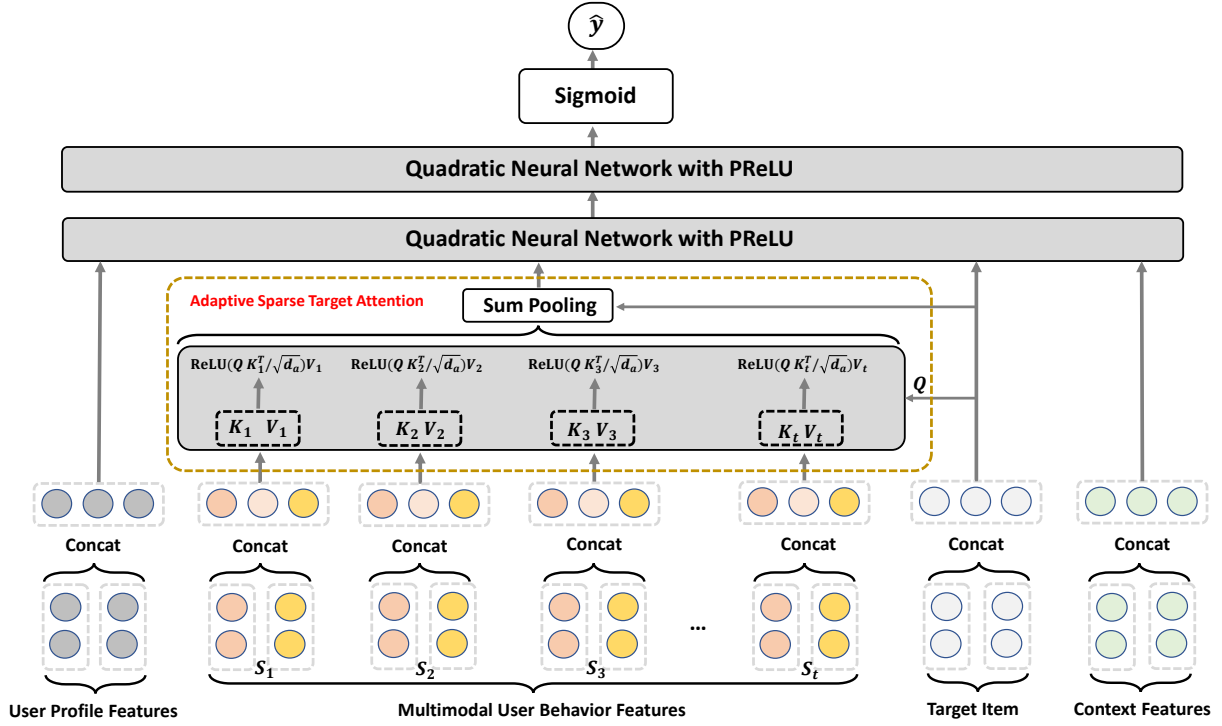 ŷ
Sigmoid
Quadratic Neural Network with PReLU
Quadratic Neural Network with PReLU
Adaptive Sparse Target Attention
Sum Pooling
ReLU(Q K₁ᵀ/√dₐ)V₁ ReLU(Q K₂ᵀ/√dₐ)V₂ ReLU(Q K₃ᵀ/√dₐ)V₃ ReLU(Q Kₜᵀ/√dₐ)Vₜ
Q
K₁ V₁ K₂ V₂ K₃ V₃ Kₜ Vₜ
Concat Concat Concat Concat Concat Concat Concat
...
S₁ S₂ S₃ Sₜ
User Profile Features Multimodal User Behavior Features Target Item Context Features